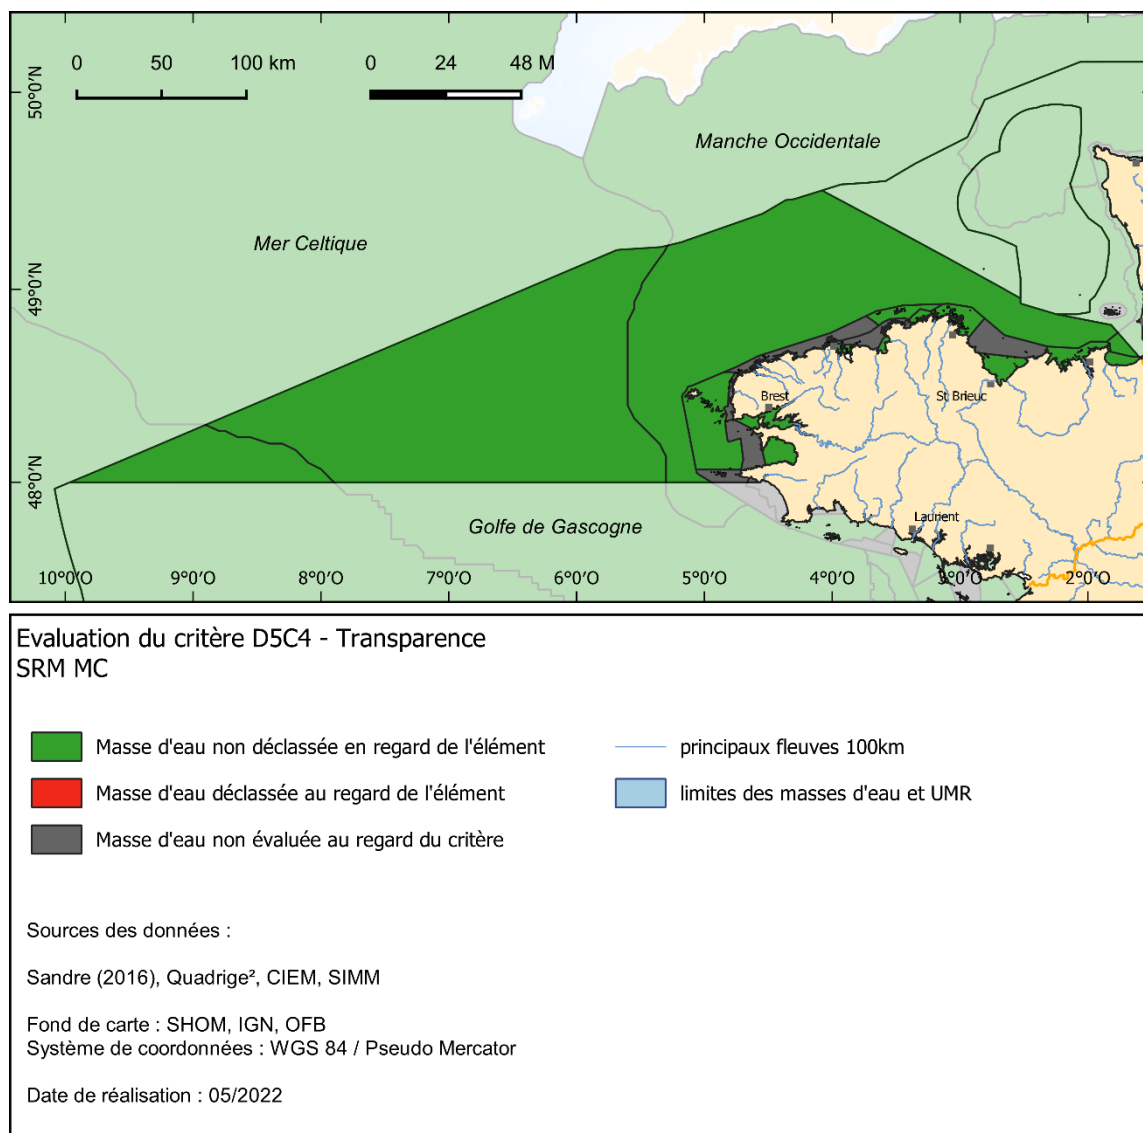 0 50 100 km
0 24 48 M
50°0'N
Manche Occidentale
Mer Celtique
49°0'N
Brest
St Brieuc
48°0'N
Golfe de Gascogne
Laurient
10°0'O 9°0'O 8°0'O 7°0'O 6°0'O 5°0'O 4°0'O 3°0'O 2°0'O
Evaluation du critère D5C4 - Transparence
SRM MC
Masse d'eau non déclassée en regard de l'élément
principaux fleuves 100km
Masse d'eau déclassée au regard de l'élément
limites des masses d'eau et UMR
Masse d'eau non évaluée au regard du critère
Sources des données :
Sandre (2016), Quadrige², CIEM, SIMM
Fond de carte : SHOM, IGN, OFB
Système de coordonnées : WGS 84 / Pseudo Mercator
Date de réalisation : 05/2022